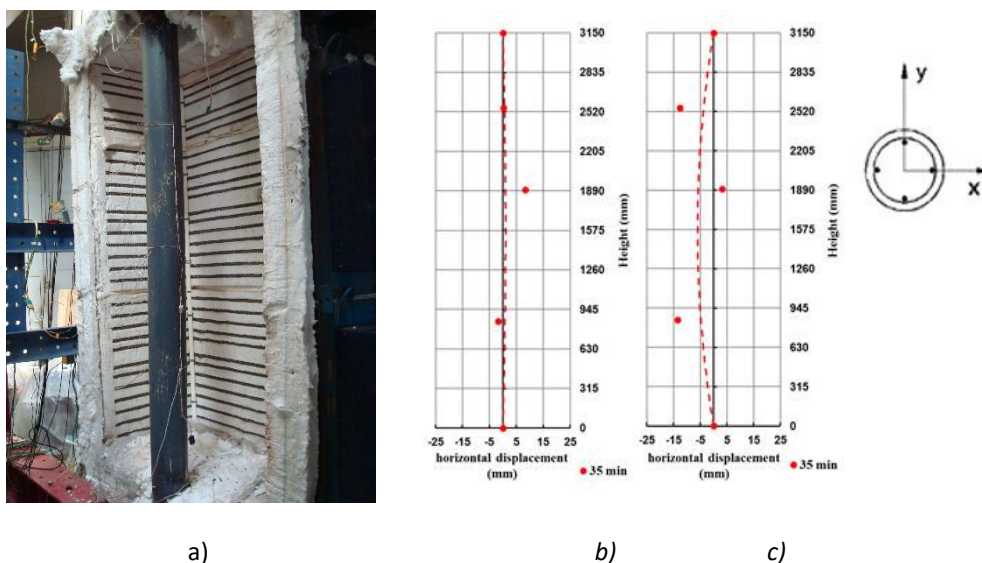 3150
2835
2520
2205
1890
1575
1260
945
630
315
0
Height (mm)
-25
-15
-5
5
15
25
horizontal displacement
(mm)
35 min
3150
2835
2520
2205
1890
1575
1260
945
630
315
0
Height (mm)
-25
-15
-5
5
15
25
horizontal displacement
(mm)
35 min
y
x
a)
b)
c)